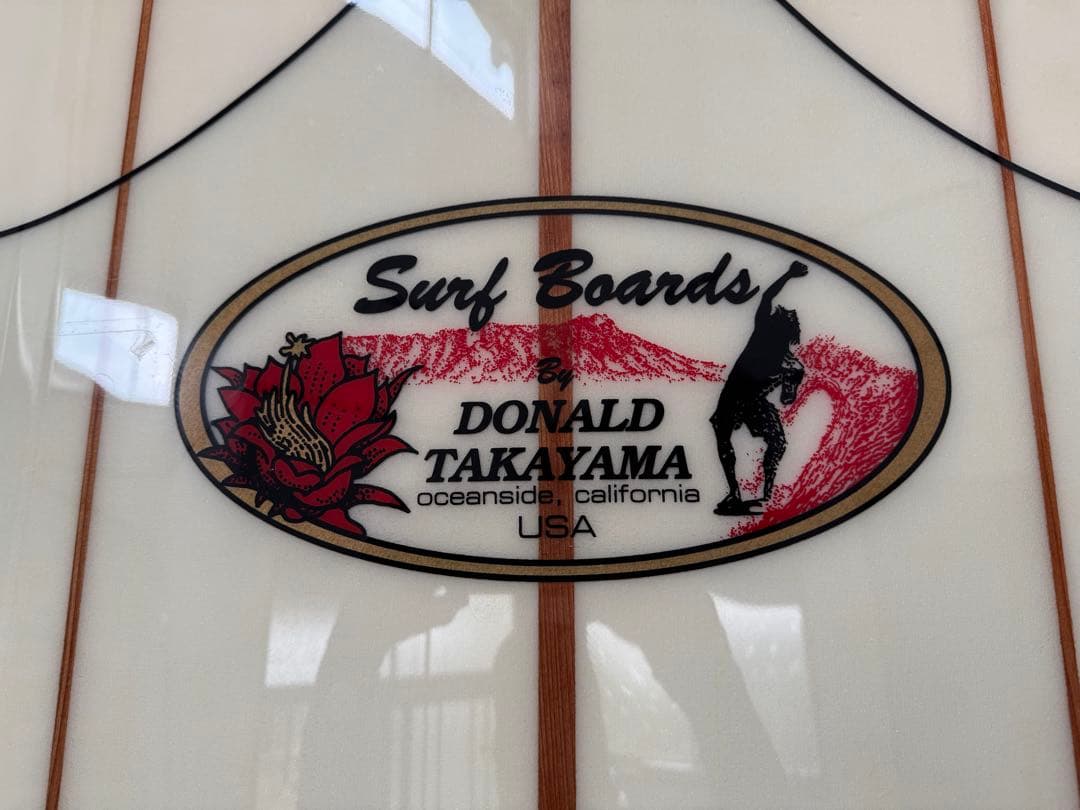 Surf Boards
By
DONALD
TAKAYAMA
oceanside, california
USA